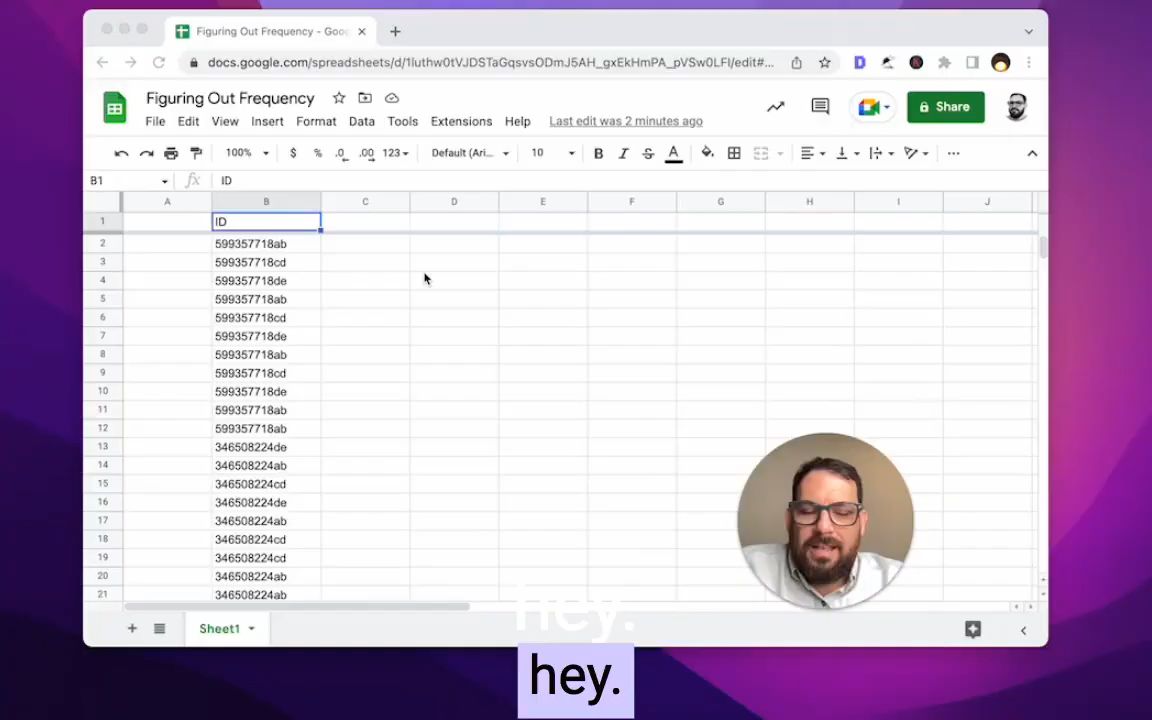 Figuring Out Frequency - Goo
docs.google.com/spreadsheets/d/1luthw0tVJDSTaGqsvsODmJ5AH_gxEkHmPA_pVSw0LFI/edit#...
Figuring Out Frequency
File Edit View Insert Format Data Tools Extensions Help Last edit was 2 minutes ago
Share
100% $ % .0 .00 123 Default (Ari... 10 B I S A
B1 fx ID
A B C D E F G H I J
1 ID
2 599357718ab
3 599357718cd
4 599357718de
5 599357718ab
6 599357718cd
7 599357718de
8 599357718ab
9 599357718cd
10 599357718de
11 599357718ab
12 599357718ab
13 346508224de
14 346508224ab
15 346508224cd
16 346508224de
17 346508224ab
18 346508224cd
19 346508224cd
20 346508224ab
21 346508224ab
hey.
Sheet1
hey.